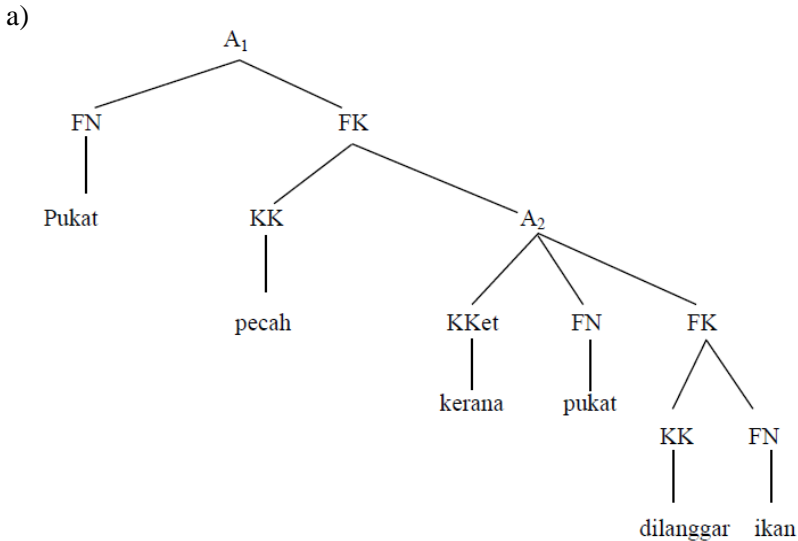 a)
A₁
FN FK
Pukat KK A₂
pecah KKet FN FK
kerana pukat
KK FN
dilanggar ikan